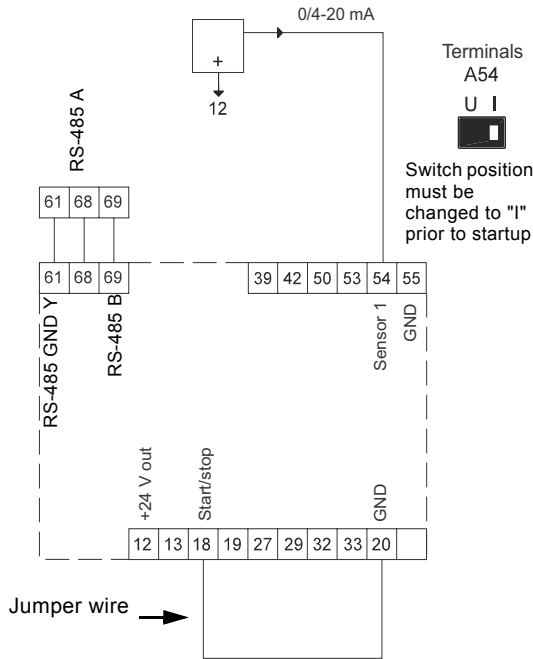 0/4-20 mA
+
12
Terminals
A54
U I
Switch position
must be
changed to "I"
prior to startup
RS-485 A
61 68 69
61 68 69
39 42 50 53 54 55
RS-485 GND Y
RS-485 B
Sensor 1
GND
+24 V out
Start/stop
GND
12 13 18 19 27 29 32 33 20
Jumper wire